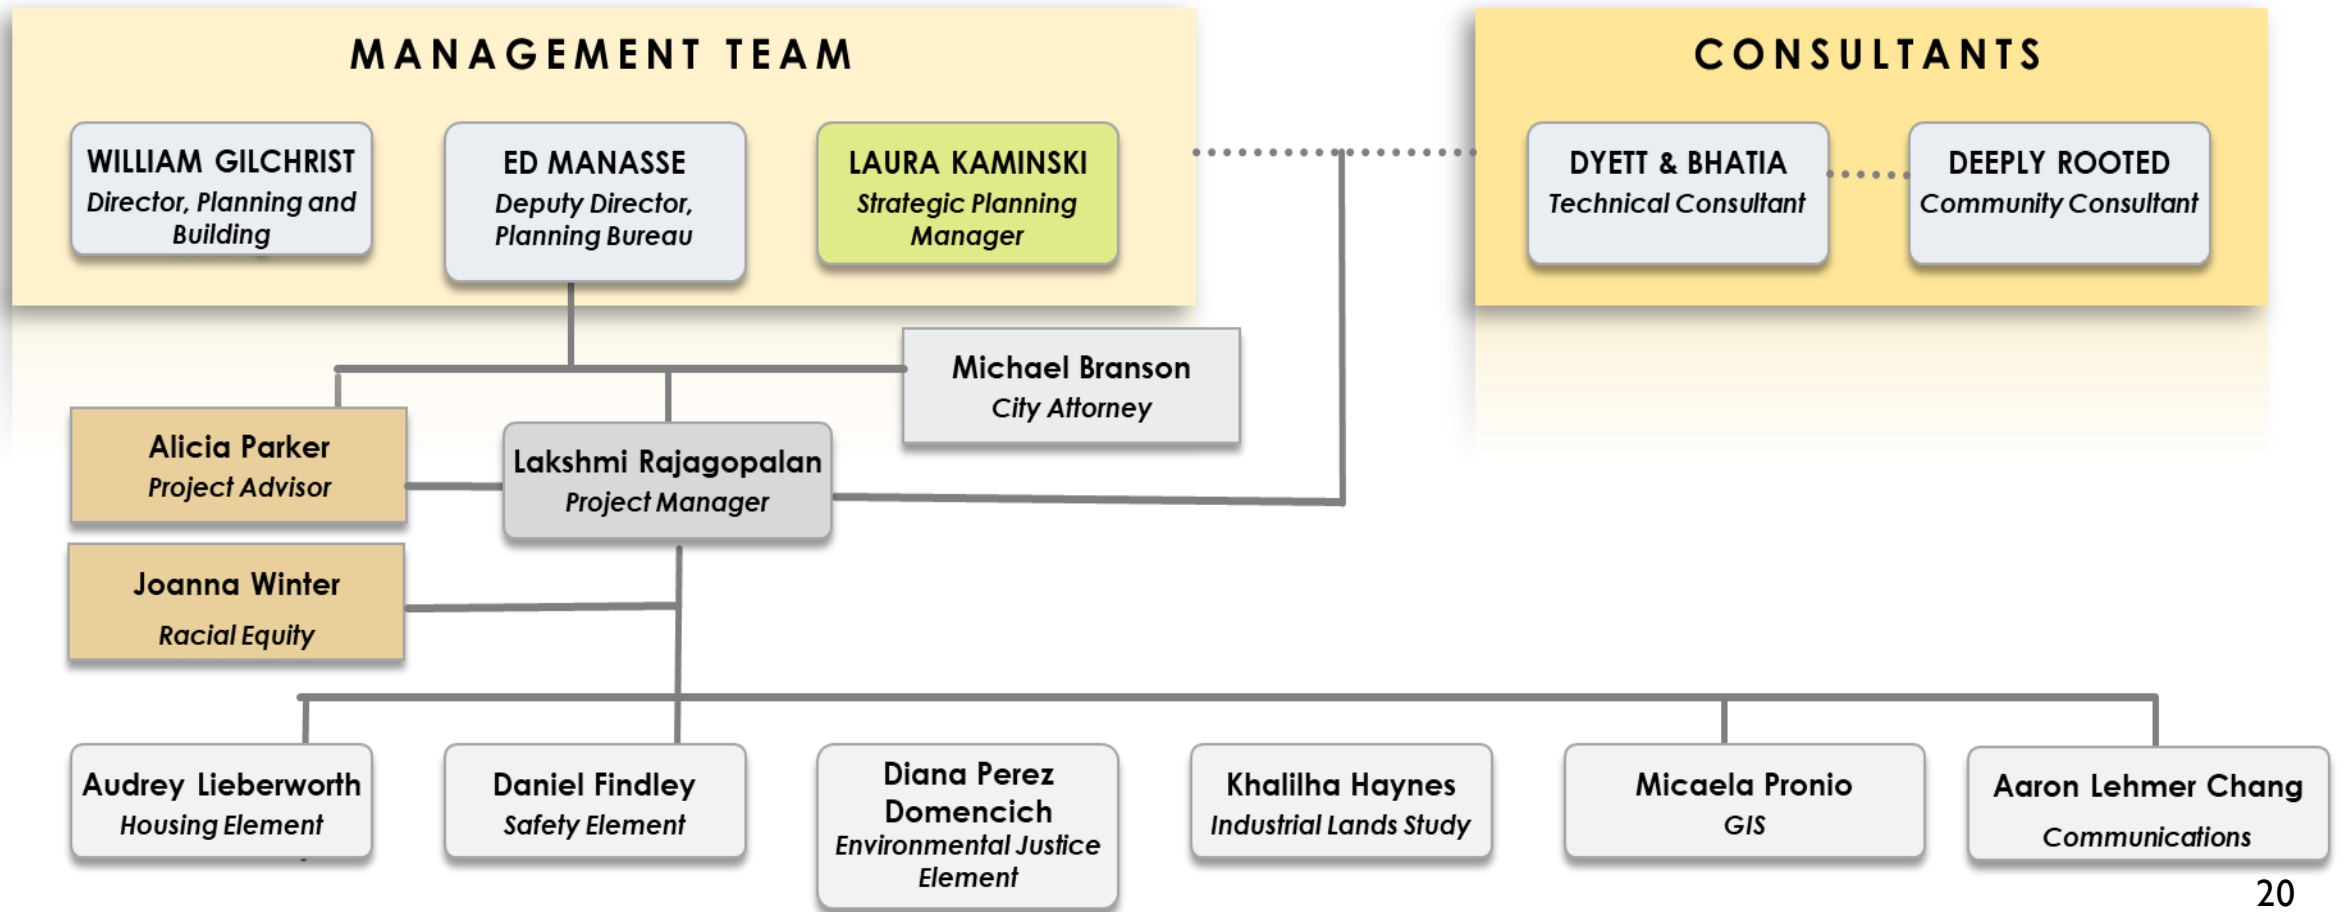 MANAGEMENT TEAM
CONSULTANTS
WILLIAM GILCHRIST
Director, Planning and
Building
ED MANASSE
Deputy Director,
Planning Bureau
LAURA KAMINSKI
Strategic Planning
Manager
DYETT & BHATIA
Technical Consultant
DEEPLY ROOTED
Community Consultant
Michael Branson
City Attorney
Alicia Parker
Project Advisor
Lakshmi Rajagopalan
Project Manager
Joanna Winter
Racial Equity
Audrey Lieberworth
Housing Element
Daniel Findley
Safety Element
Diana Perez
Domencich
Environmental Justice
Element
Khalilha Haynes
Industrial Lands Study
Micaela Pronio
GIS
Aaron Lehmer Chang
Communications
20